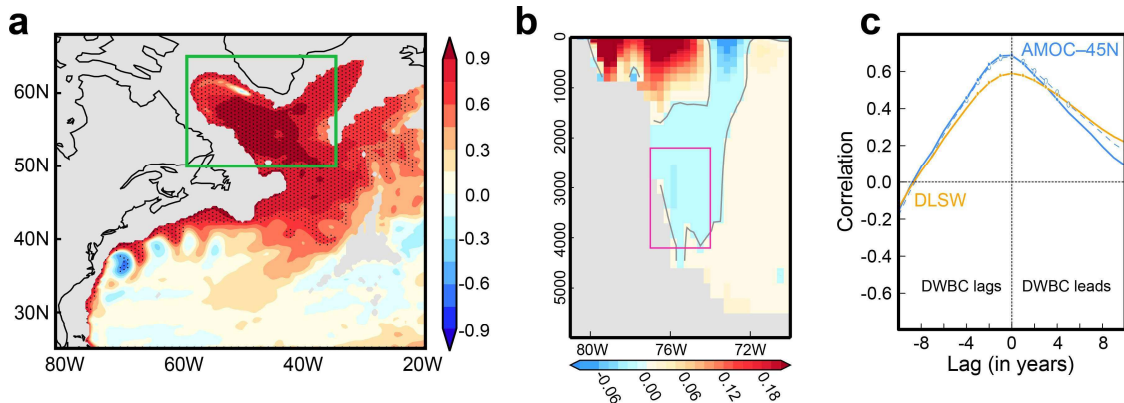 a
60N
50N
40N
30N
80W
60W
40W
20W
0.9
0.6
0.3
0.0
-0.3
-0.6
-0.9
b
0
1000
2000
3000
4000
5000
80W
76W
72W
-0.06
0.00
0.06
0.12
0.18
c
AMOC–45N
DLSW
DWBC lags
DWBC leads
Correlation
0.6
0.4
0.2
0.0
-0.2
-0.4
-0.6
-8
-4
0
4
8
Lag (in years)